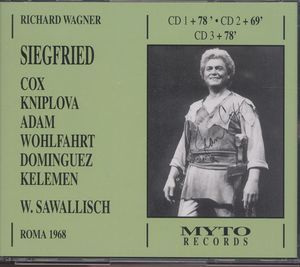 RICHARD WAGNER
SIEGFRIED
COX
KNIPLOVA
ADAM
WOHLFAHRT
DOMINGUEZ
KELEMEN
W. SAWALLISCH
ROMA 1968
CD 1 + 78' • CD 2 + 69'
CD 3 + 78'
MYTO
RECORDS